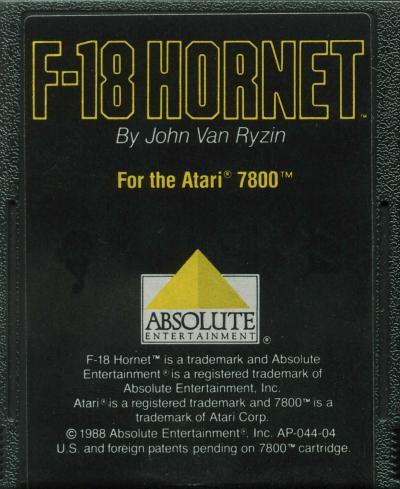 F-18 HORNET™
By John Van Ryzin
For the Atari® 7800™
ABSOLUTE
ENTERTAINMENT®
F-18 Hornet™ is a trademark and Absolute
Entertainment® is a registered trademark of
Absolute Entertainment, Inc.
Atari® is a registered trademark and 7800™ is a
trademark of Atari Corp.
© 1988 Absolute Entertainment®, Inc. AP-044-04
U.S. and foreign patents pending on 7800™ cartridge.